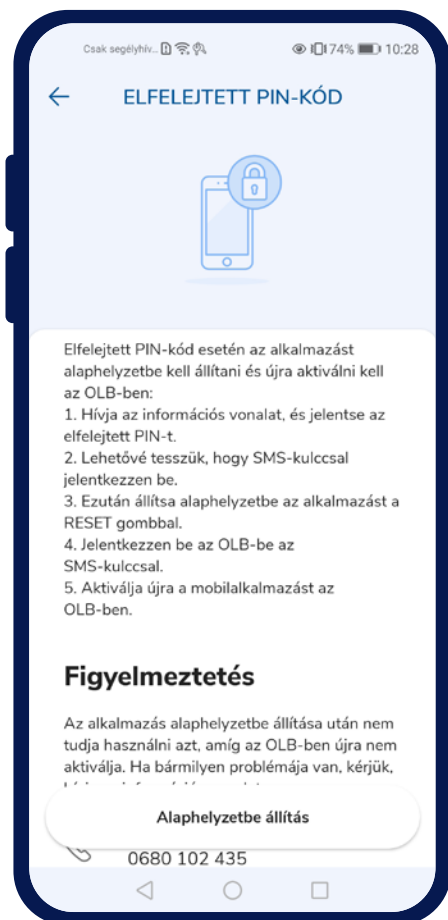 Csak segélyhív...
74%
10:28
ELFELEJTETT PIN-KÓD
Elfelejtett PIN-kód esetén az alkalmazást
alaphelyzetbe kell állítani és újra aktiválni kell
az OLB-ben:
1. Hívja az információs vonalat, és jelentse az
elfelejtett PIN-t.
2. Lehetővé tesszük, hogy SMS-kulccsal
jelentkezzen be.
3. Ezután állítsa alaphelyzetbe az alkalmazást a
RESET gombbal.
4. Jelentkezzen be az OLB-be az
SMS-kulccsal.
5. Aktiválja újra a mobilalkalmazást az
OLB-ben.
Figyelmeztetés
Az alkalmazás alaphelyzetbe állítása után nem
tudja használni azt, amíg az OLB-ben újra nem
aktiválja. Ha bármilyen problémája van, kérjük,
Alaphelyzetbe állítás
0680 102 435